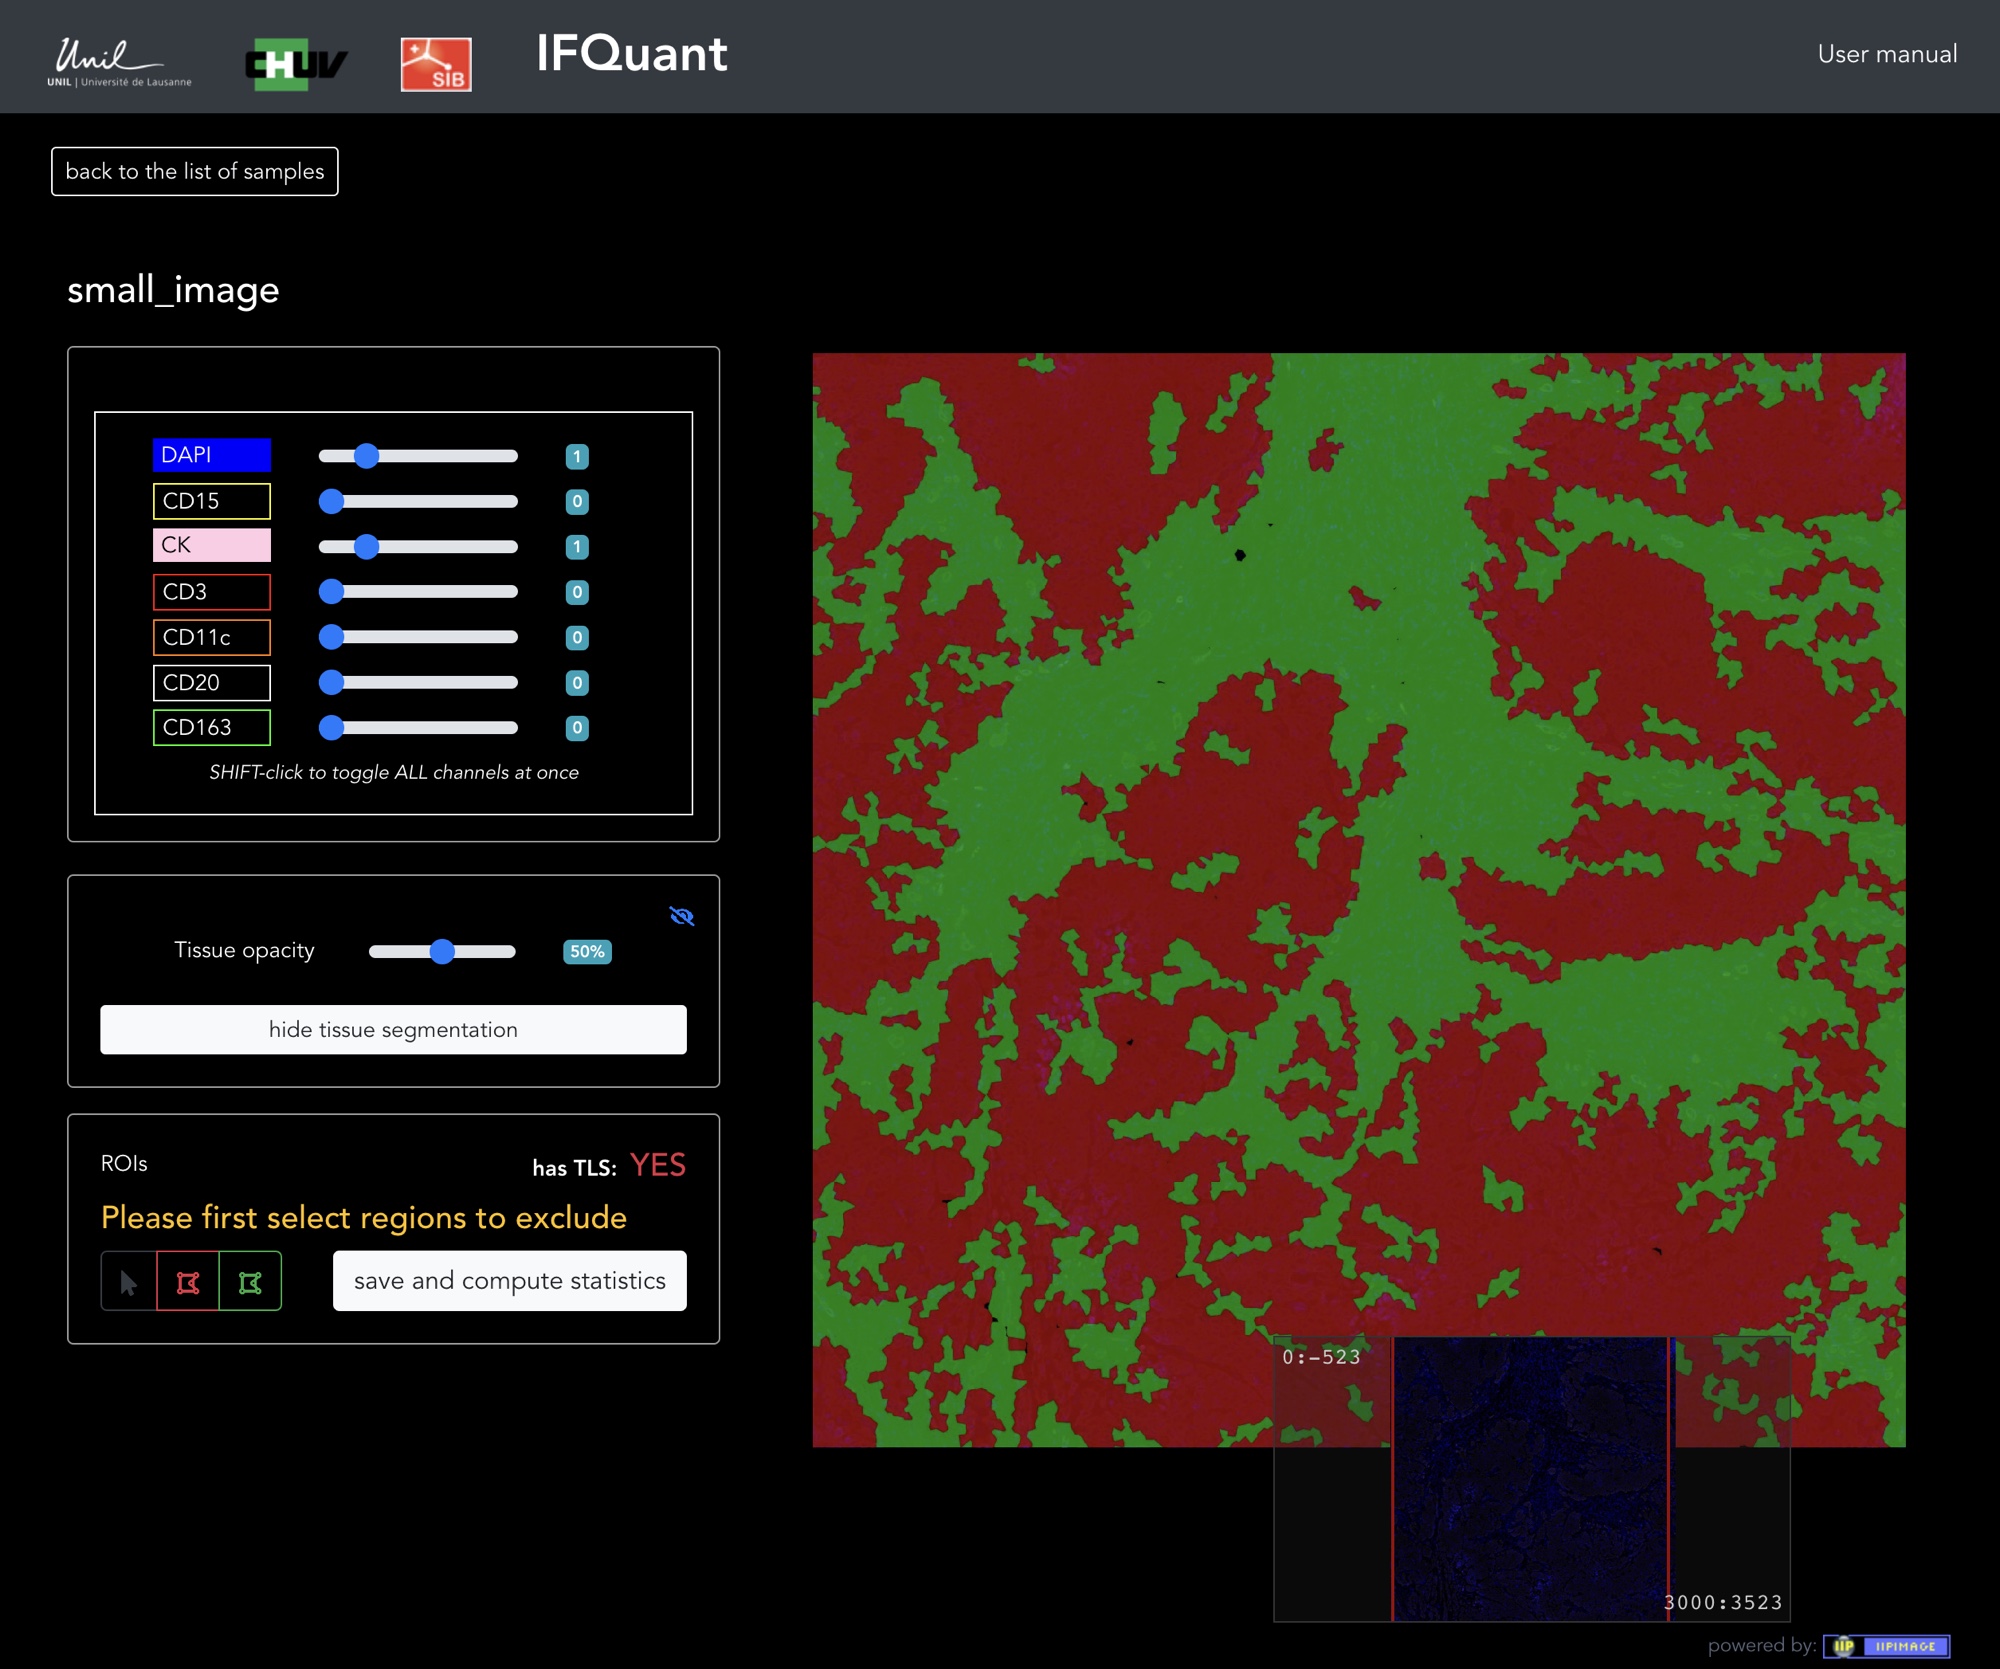 Unil
UNIL | Université de Lausanne
CHUV
SIB
IFQuant
User manual
back to the list of samples
small_image
DAPI 1
CD15 0
CK 1
CD3 0
CD11c 0
CD20 0
CD163 0
SHIFT-click to toggle ALL channels at once
Tissue opacity 50%
hide tissue segmentation
ROIs has TLS: YES
Please first select regions to exclude
save and compute statistics
0:-523
3000:3523
powered by: IIP IIPIMAGE